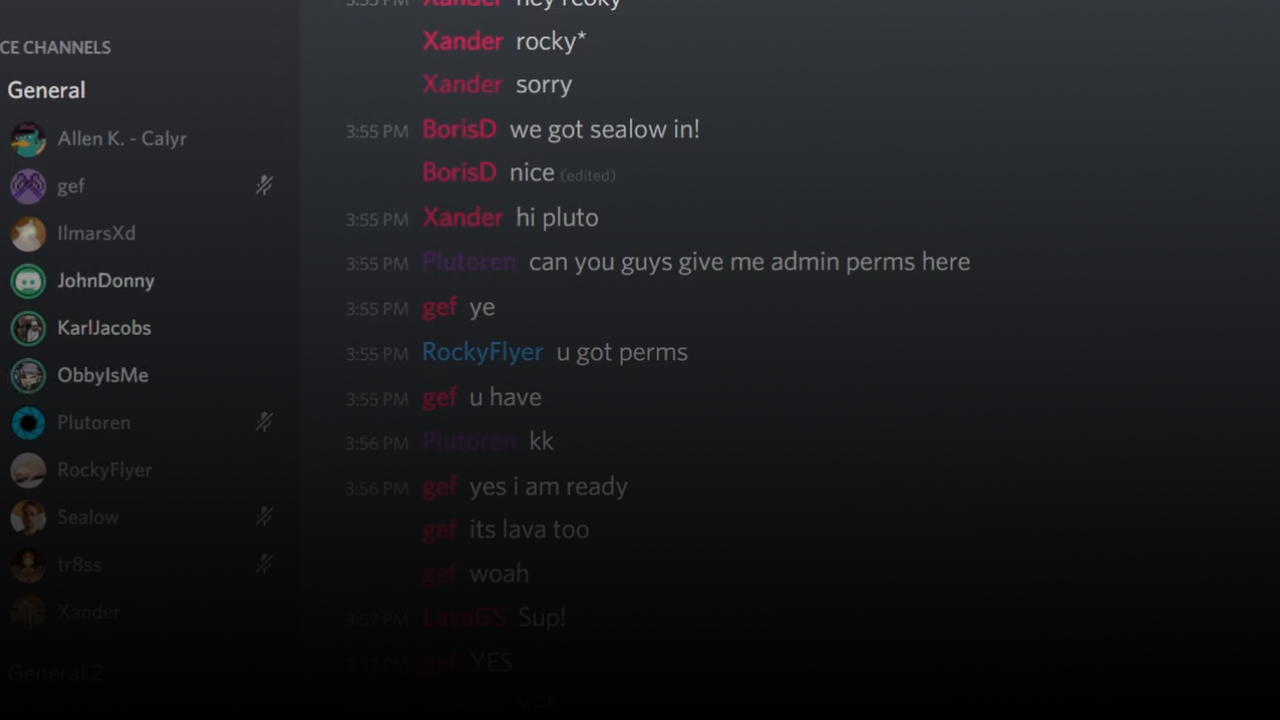 3:55 PM Xander hey reoky
CE CHANNELS
Xander rocky*
General
Xander sorry
Allen K. - Calyr
3:55 PM BorisD we got sealow in!
gef
BorisD nice (edited)
IlmarsXd
3:55 PM Xander hi pluto
JohnDonny
3:55 PM Plutoren can you guys give me admin perms here
KarlJacobs
3:55 PM gef ye
ObbyIsMe
3:55 PM RockyFlyer u got perms
Plutoren
3:55 PM gef u have
RockyFlyer
3:56 PM Plutoren kk
Sealow
3:56 PM gef yes i am ready
tr8ss
gef its lava too
Xander
gef woah
3:57 PM LavaGS Sup!
General 2
3:57 PM gef YES
YES